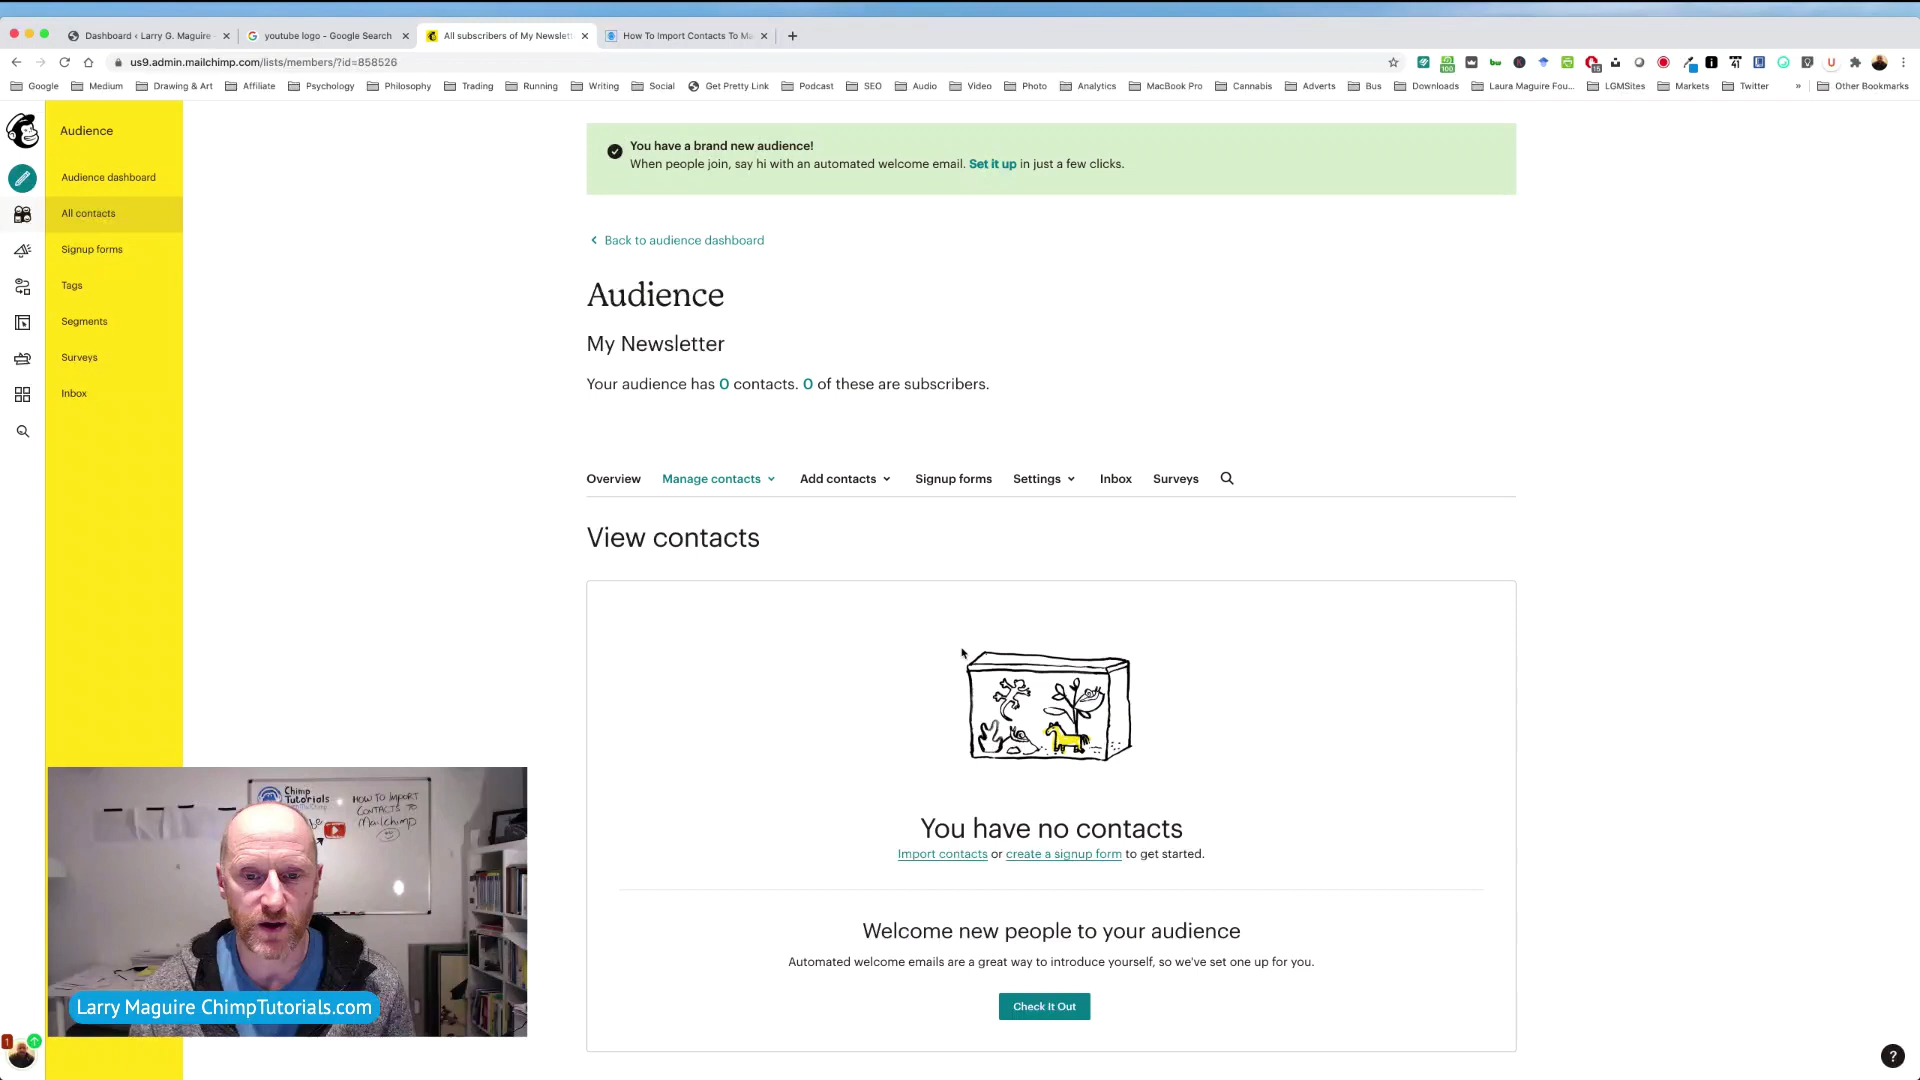 Dashboard ‹ Larry G. Maguire
youtube logo - Google Search
All subscribers of My Newslett
How To Import Contacts To Ma
us9.admin.mailchimp.com/lists/members/?id=858526
Google
Medium
Drawing & Art
Affiliate
Psychology
Philosophy
Trading
Running
Writing
Social
Get Pretty Link
Podcast
SEO
Audio
Video
Photo
Analytics
MacBook Pro
Cannabis
Adverts
Bus
Downloads
Laura Maguire Fou...
LGMSites
Markets
Twitter
»
Other Bookmarks
Audience
Audience dashboard
All contacts
Signup forms
Tags
Segments
Surveys
Inbox
You have a brand new audience!
When people join, say hi with an automated welcome email. Set it up in just a few clicks.
Back to audience dashboard
Audience
My Newsletter
Your audience has 0 contacts. 0 of these are subscribers.
Overview
Manage contacts
Add contacts
Signup forms
Settings
Inbox
Surveys
View contacts
You have no contacts
Import contacts or create a signup form to get started.
Welcome new people to your audience
Automated welcome emails are a great way to introduce yourself, so we've set one up for you.
Check It Out
Chimp
Tutorials
HOW TO IMPORT
CONTACTS TO
Mailchimp
Larry Maguire ChimpTutorials.com
1
?